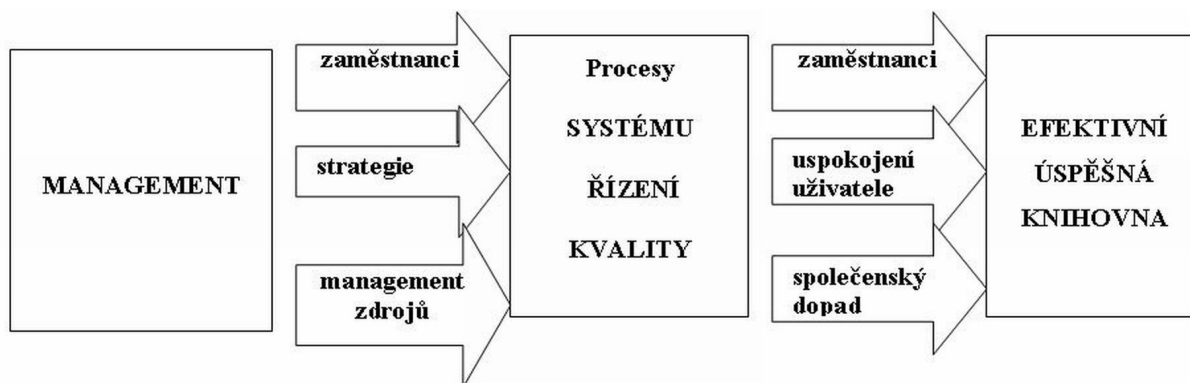 MANAGEMENT
zaměstnanci
strategie
management
zdrojů
Procesy
SYSTÉMU
ŘÍZENÍ
KVALITY
zaměstnanci
uspokojení
uživatele
společenský
dopad
EFEKTIVNÍ
ÚSPĚŠNÁ
KNIHOVNA